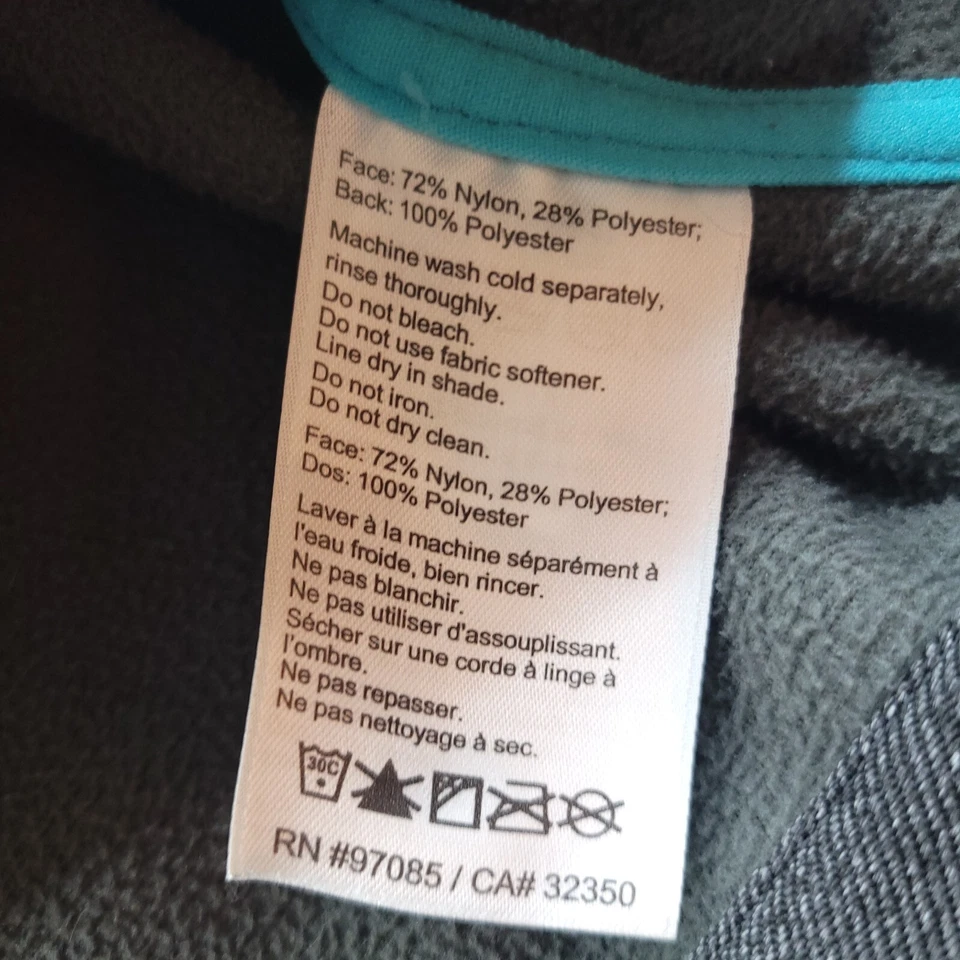 Face: 72% Nylon, 28% Polyester;
Back: 100% Polyester
Machine wash cold separately,
rinse thoroughly.
Do not bleach.
Do not use fabric softener.
Line dry in shade.
Do not iron.
Do not dry clean.
Face: 72% Nylon, 28% Polyester;
Dos: 100% Polyester
Laver à la machine séparément à
l'eau froide, bien rincer.
Ne pas blanchir.
Ne pas utiliser d'assouplissant.
Sécher sur une corde à linge à
l'ombre.
Ne pas repasser.
Ne pas nettoyage à sec.
30C
RN #97085 / CA# 32350